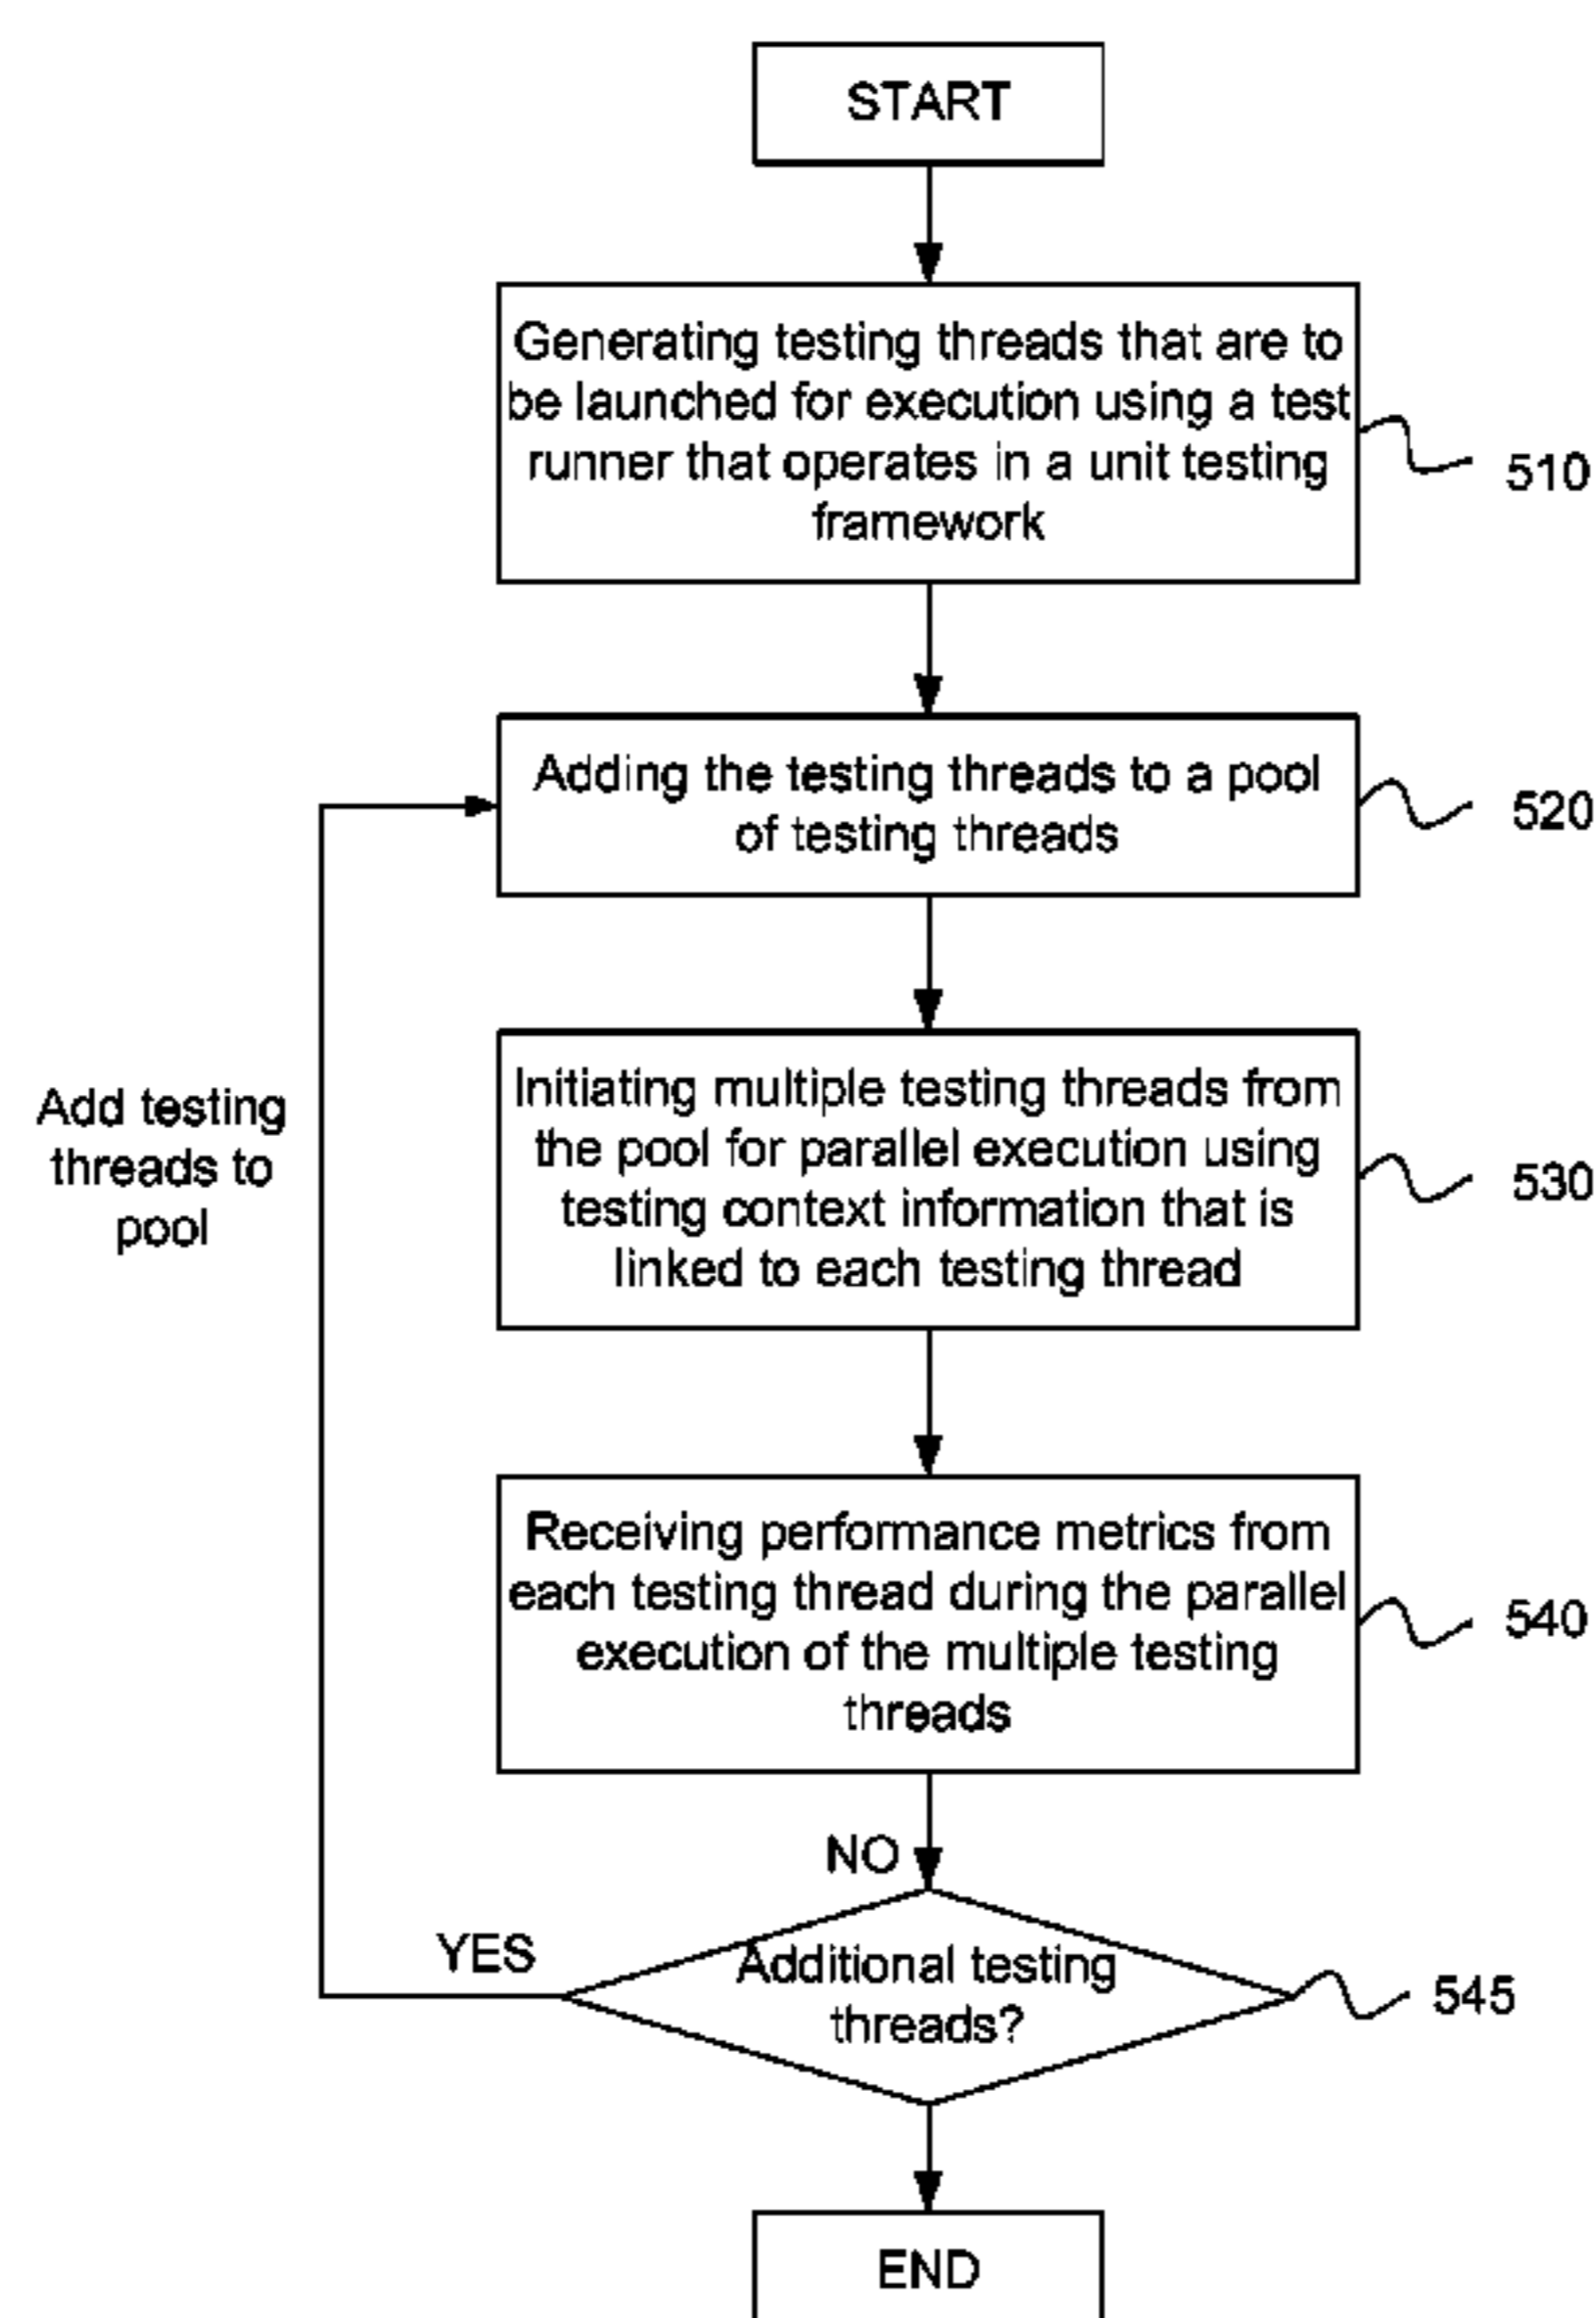 START
Generating testing threads that are to
be launched for execution using a test
runner that operates in a unit testing
framework
510
Adding the testing threads to a pool
of testing threads
520
Add testing
threads to
pool
Initiating multiple testing threads from
the pool for parallel execution using
testing context information that is
linked to each testing thread
530
Receiving performance metrics from
each testing thread during the parallel
execution of the multiple testing
threads
540
NO
YES
Additional testing
threads?
545
END